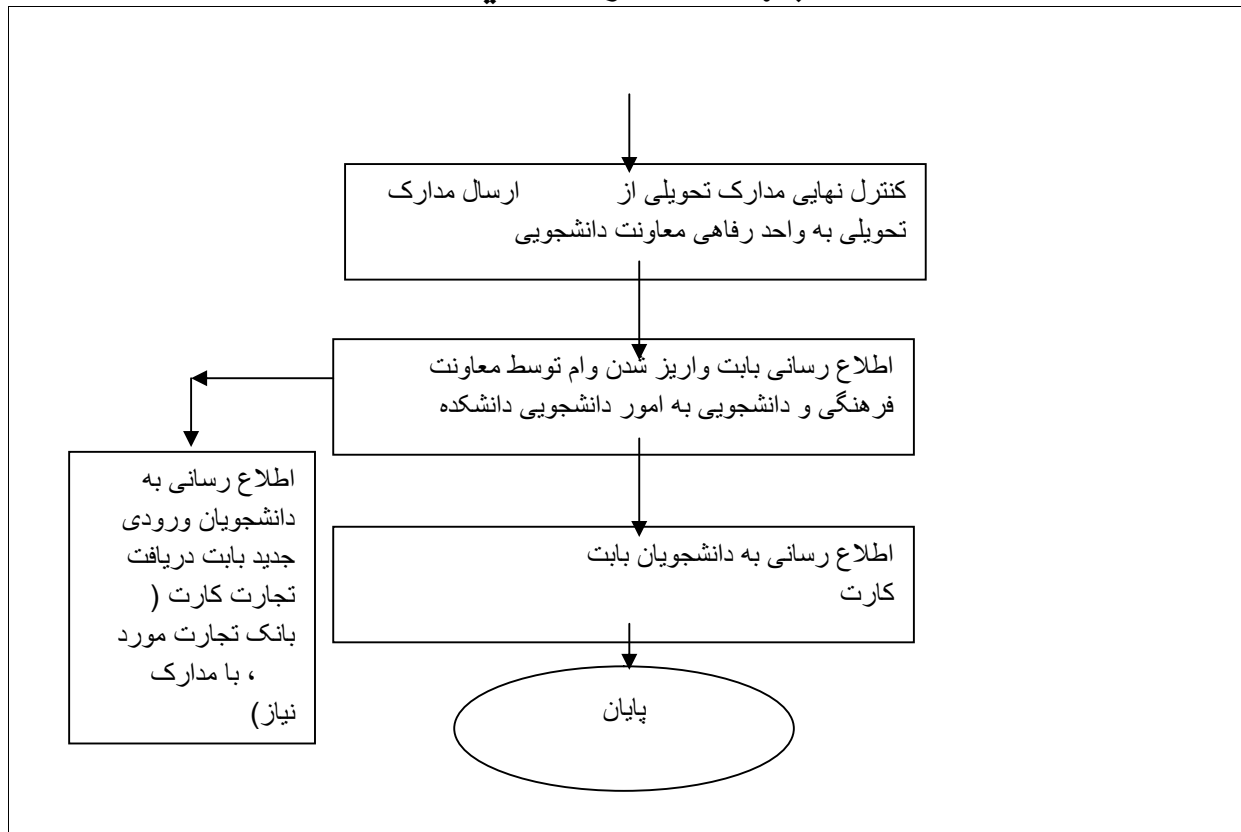 کنترل نهایی مدارک تحویلی از ارسال مدارک
تحویلی به واحد رفاهی معاونت دانشجویی
اطلاع رسانی بابت واریز شدن وام توسط معاونت
فرهنگی و دانشجویی به امور دانشجویی دانشکده
اطلاع رسانی به
دانشجویان ورودی
جدید بابت دریافت
تجارت کارت (
بانک تجارت مورد
، با مدارک
نیاز)
اطلاع رسانی به دانشجویان بابت
کارت
پایان